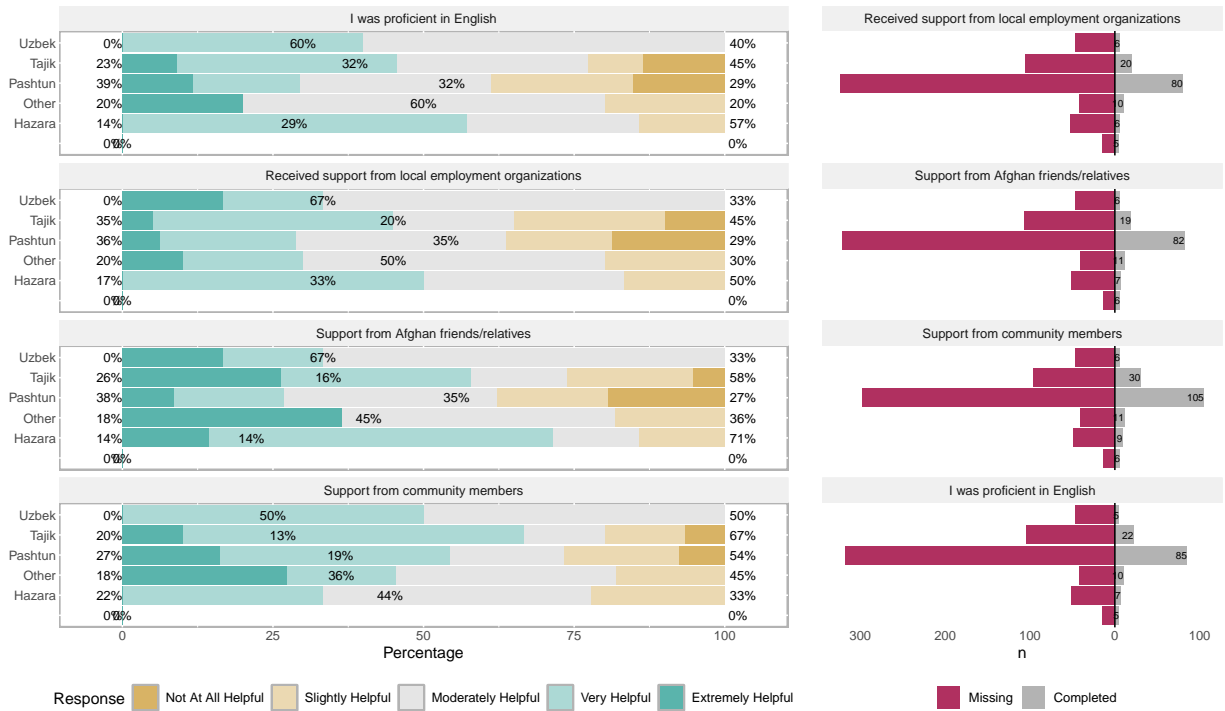 I was proficient in English
Uzbek 0% 60% 40%
Tajik 23% 32% 45%
Pashtun 39% 32% 29%
Other 20% 60% 20%
Hazara 14% 29% 57%
0% 0% 0%
Received support from local employment organizations
Uzbek 0% 67% 33%
Tajik 35% 20% 45%
Pashtun 36% 35% 29%
Other 20% 50% 30%
Hazara 17% 33% 50%
0% 0% 0%
Support from Afghan friends/relatives
Uzbek 0% 67% 33%
Tajik 26% 16% 58%
Pashtun 38% 35% 27%
Other 18% 45% 36%
Hazara 14% 14% 71%
0% 0% 0%
Support from community members
Uzbek 0% 50% 50%
Tajik 20% 13% 67%
Pashtun 27% 19% 54%
Other 18% 36% 45%
Hazara 22% 44% 33%
0% 0% 0%
0 25 50 75 100
Percentage
Response Not At All Helpful Slightly Helpful Moderately Helpful Very Helpful Extremely Helpful
Received support from local employment organizations
6
20
80
10
6
5
Support from Afghan friends/relatives
6
19
82
11
7
6
Support from community members
6
30
105
11
9
6
I was proficient in English
5
22
85
10
7
5
300 200 100 0 100
n
Missing Completed